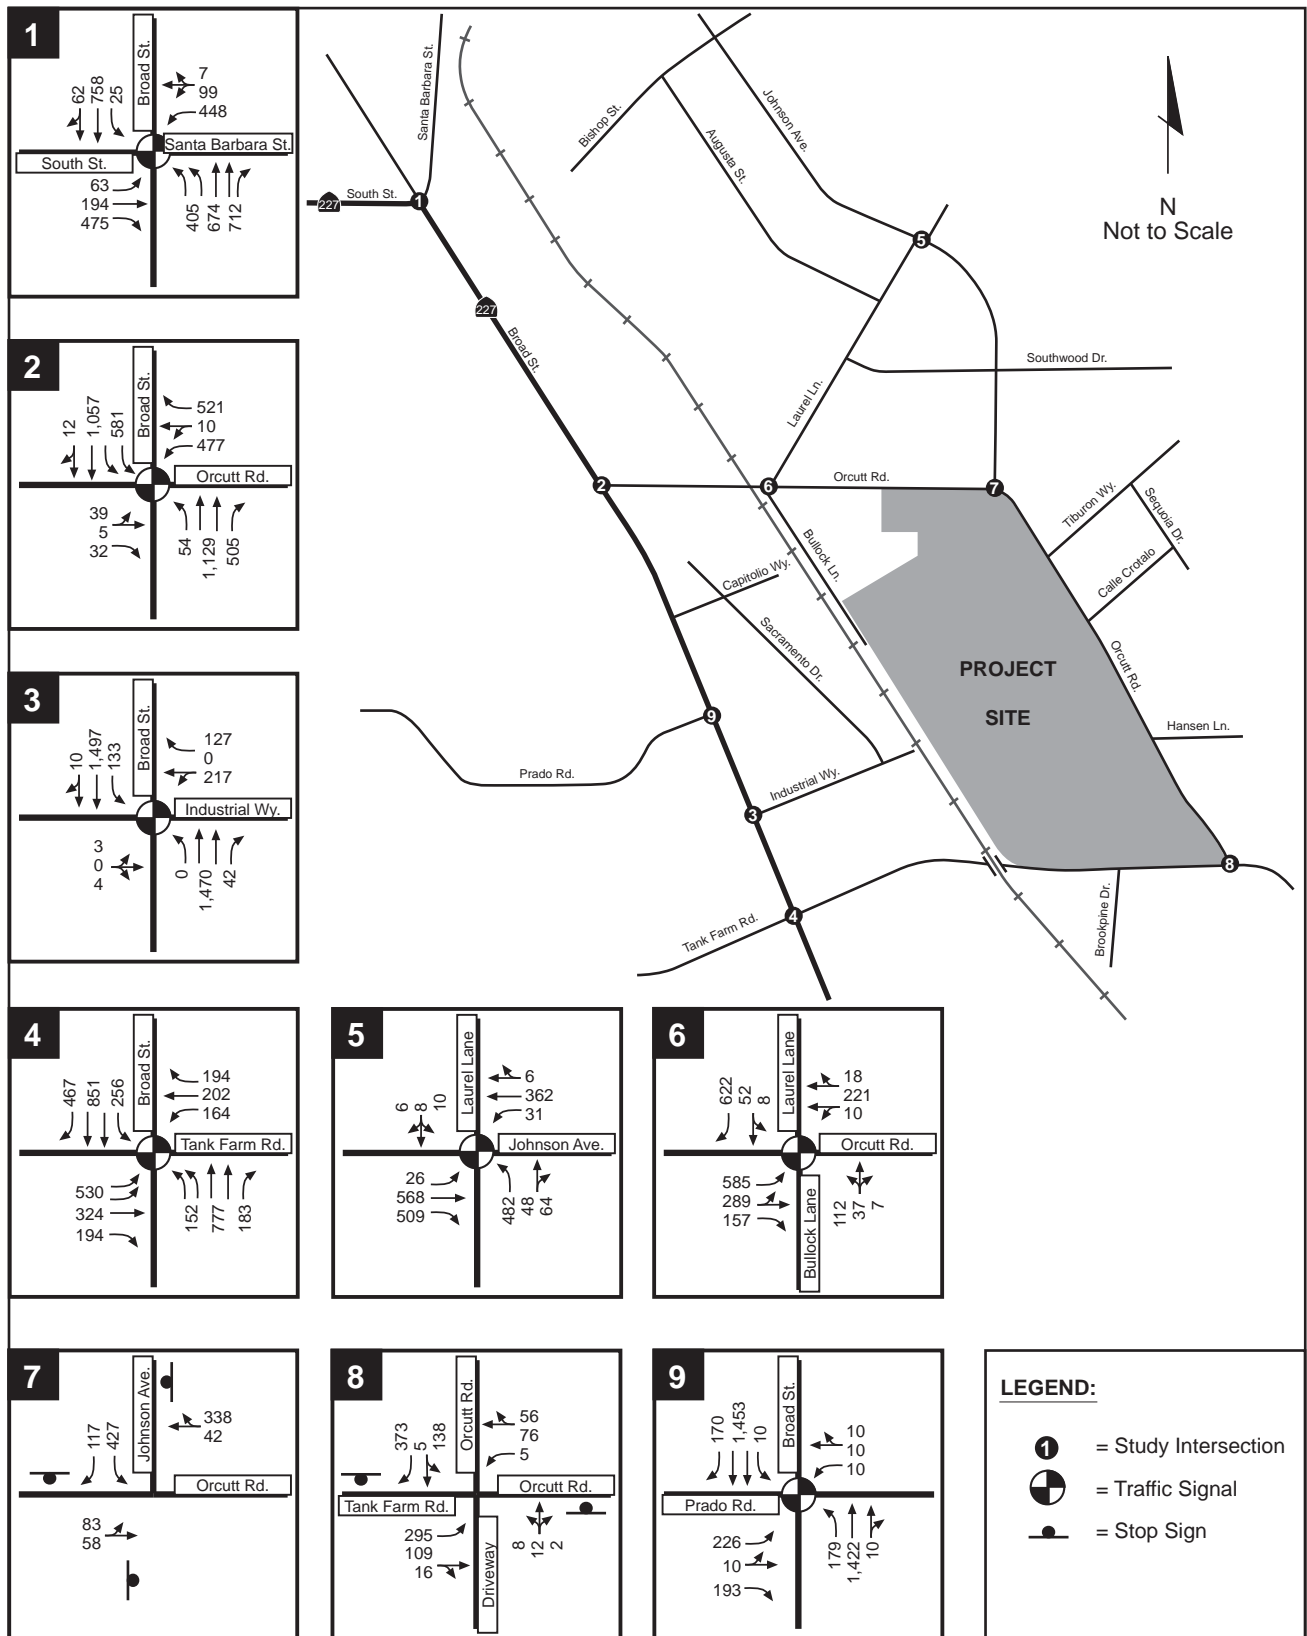 1
Broad St.
62
758
25
7
99
448
Santa Barbara St.
South St.
63
194
475
405
674
712
2
Broad St.
12
1,057
581
521
10
477
Orcutt Rd.
39
5
32
54
1,129
505
3
Broad St.
10
1,497
133
127
0
217
Industrial Wy.
3
0
4
0
1,470
42
Santa Barbara St.
Bishop St.
Johnson Ave.
Augusta St.
N
Not to Scale
227
South St.
1
5
227
Broad St.
Southwood Dr.
Laurel Ln.
2
6
Orcutt Rd.
7
Tiburon Wy.
Sequoia Dr.
Bullock Ln.
Calle Crotalo
Capitolio Wy.
Sacramento Dr.
PROJECT
SITE
Orcutt Rd.
9
Hansen Ln.
Prado Rd.
Industrial Wy.
3
8
4
Tank Farm Rd.
Brookpine Dr.
4
Broad St.
467
851
256
194
202
164
Tank Farm Rd.
530
324
194
152
777
183
5
Laurel Lane
6
8
10
6
362
31
Johnson Ave.
26
568
509
482
48
64
6
Laurel Lane
622
52
8
18
221
10
Orcutt Rd.
585
289
157
Bullock Lane
112
37
7
7
Johnson Ave.
117
427
338
42
Orcutt Rd.
83
58
8
Orcutt Rd.
373
5
138
56
76
5
Tank Farm Rd.
Orcutt Rd.
295
109
16
Driveway
8
12
2
9
Broad St.
170
1,453
10
10
10
10
Prado Rd.
226
10
193
179
1,422
10
LEGEND:
1 = Study Intersection
= Traffic Signal
= Stop Sign